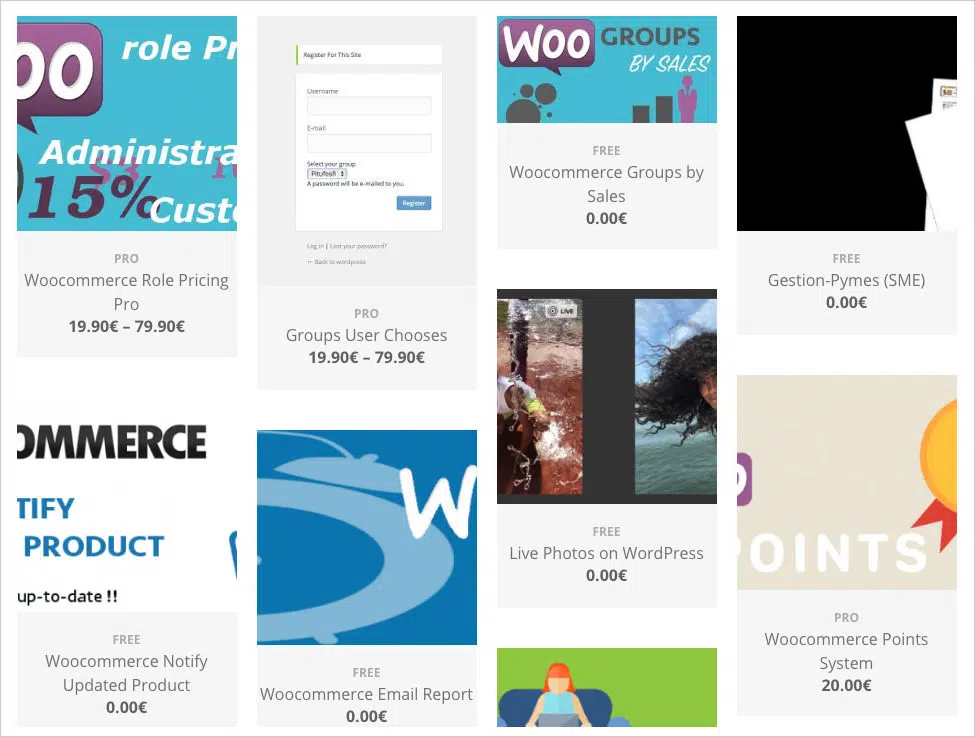 role Pr
oo
Administra
15%
Custo
PRO
Woocommerce Role Pricing
Pro
19.90€ – 79.90€
OMMERCE
TIFY
PRODUCT
up-to-date !!
FREE
Woocommerce Notify
Updated Product
0.00€
Register For This Site
Username
E-mail
Select your group
Pitufosfi
A password will be e-mailed to you.
Register
Log in | Lost your password?
← Back to wordpress
PRO
Groups User Chooses
19.90€ – 79.90€
W
FREE
Woocommerce Email Report
0.00€
WOO GROUPS
BY SALES
FREE
Woocommerce Groups by
Sales
0.00€
LIVE
FREE
Live Photos on WordPress
0.00€
FREE
Gestion-Pymes (SME)
0.00€
POINTS
PRO
Woocommerce Points
System
20.00€